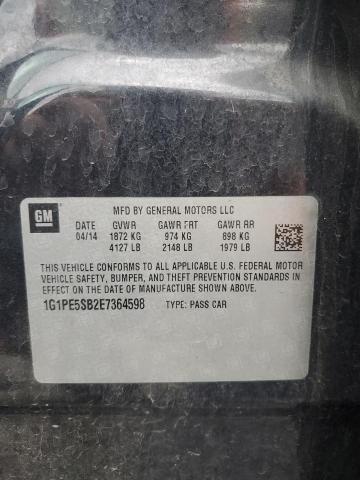 GM
MFD BY GENERAL MOTORS LLC
DATE GVWR GAWR FRT GAWR RR
04/14 1872 KG 974 KG 898 KG
4127 LB 2148 LB 1979 LB
THIS VEHICLE CONFORMS TO ALL APPLICABLE U.S. FEDERAL MOTOR
VEHICLE SAFETY, BUMPER, AND THEFT PREVENTION STANDARDS IN
EFFECT ON THE DATE OF MANUFACTURE SHOWN ABOVE.
1G1PE5SB2E7364598 TYPE: PASS CAR